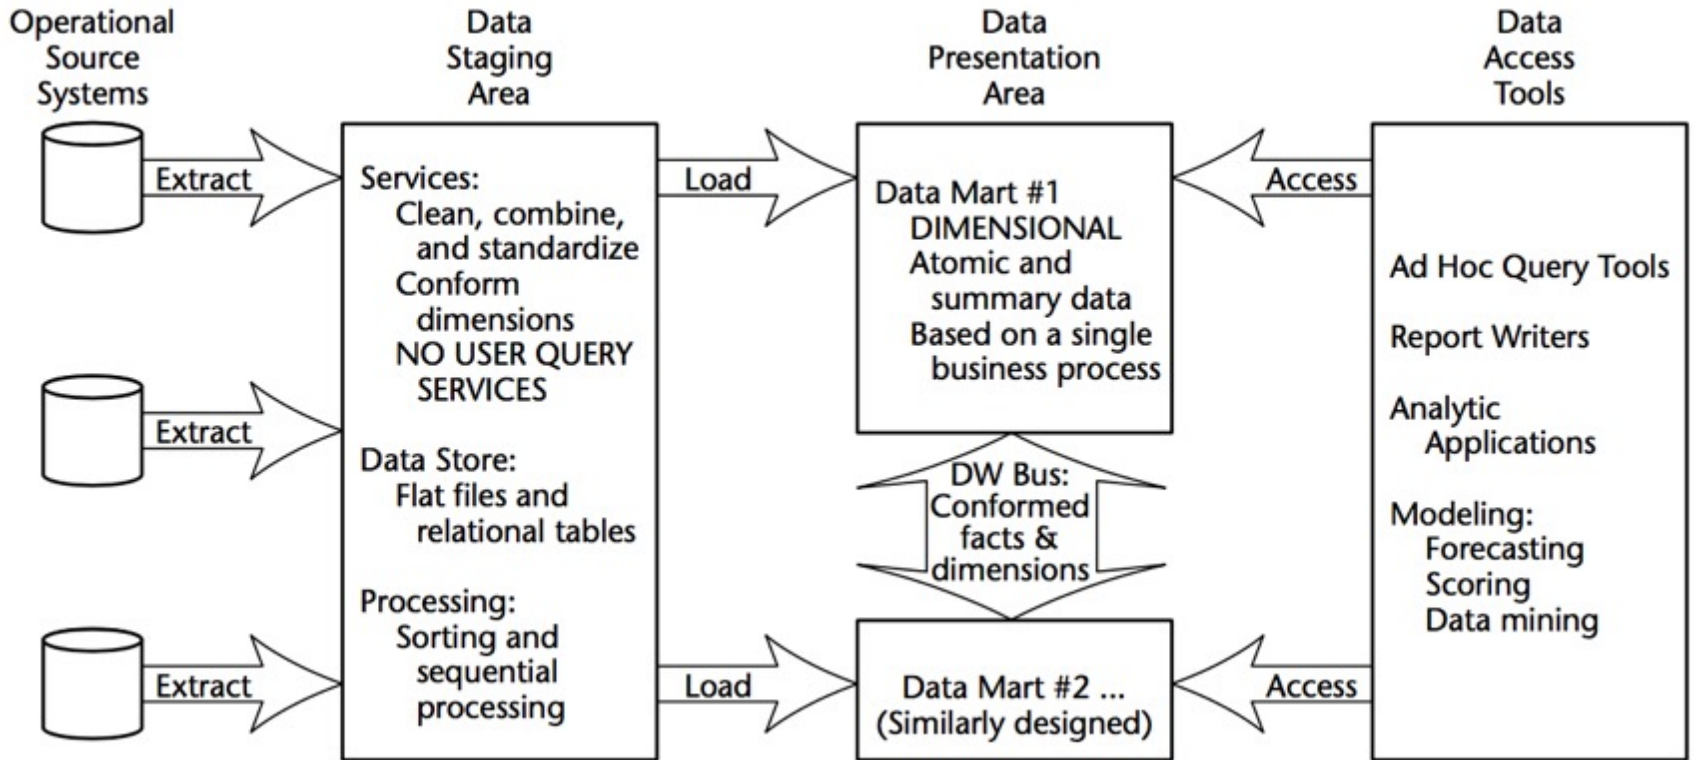 Operational
Source
Systems
Data
Staging
Area
Data
Presentation
Area
Data
Access
Tools
Extract
Extract
Extract
Services:
Clean, combine,
and standardize
Conform
dimensions
NO USER QUERY
SERVICES
Data Store:
Flat files and
relational tables
Processing:
Sorting and
sequential
processing
Load
Load
Data Mart #1
DIMENSIONAL
Atomic and
summary data
Based on a single
business process
DW Bus:
Conformed
facts &
dimensions
Data Mart #2 ...
(Similarly designed)
Access
Access
Ad Hoc Query Tools
Report Writers
Analytic
Applications
Modeling:
Forecasting
Scoring
Data mining